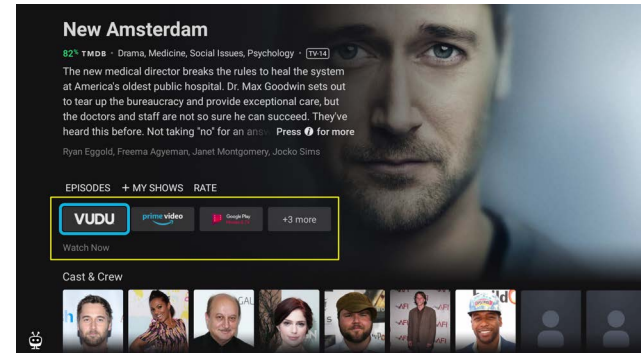 New Amsterdam
82% TMDB · Drama, Medicine, Social Issues, Psychology · TV-14
The new medical director breaks the rules to heal the system
at America's oldest public hospital. Dr. Max Goodwin sets out
to tear up the bureaucracy and provide exceptional care, but
the doctors and staff are not so sure he can succeed. They've
heard this before. Not taking "no" for an answ Press i for more
Ryan Eggold, Freema Agyeman, Janet Montgomery, Jocko Sims
EPISODES + MY SHOWS RATE
VUDU prime video Google Play +3 more
Watch Now
Cast & Crew